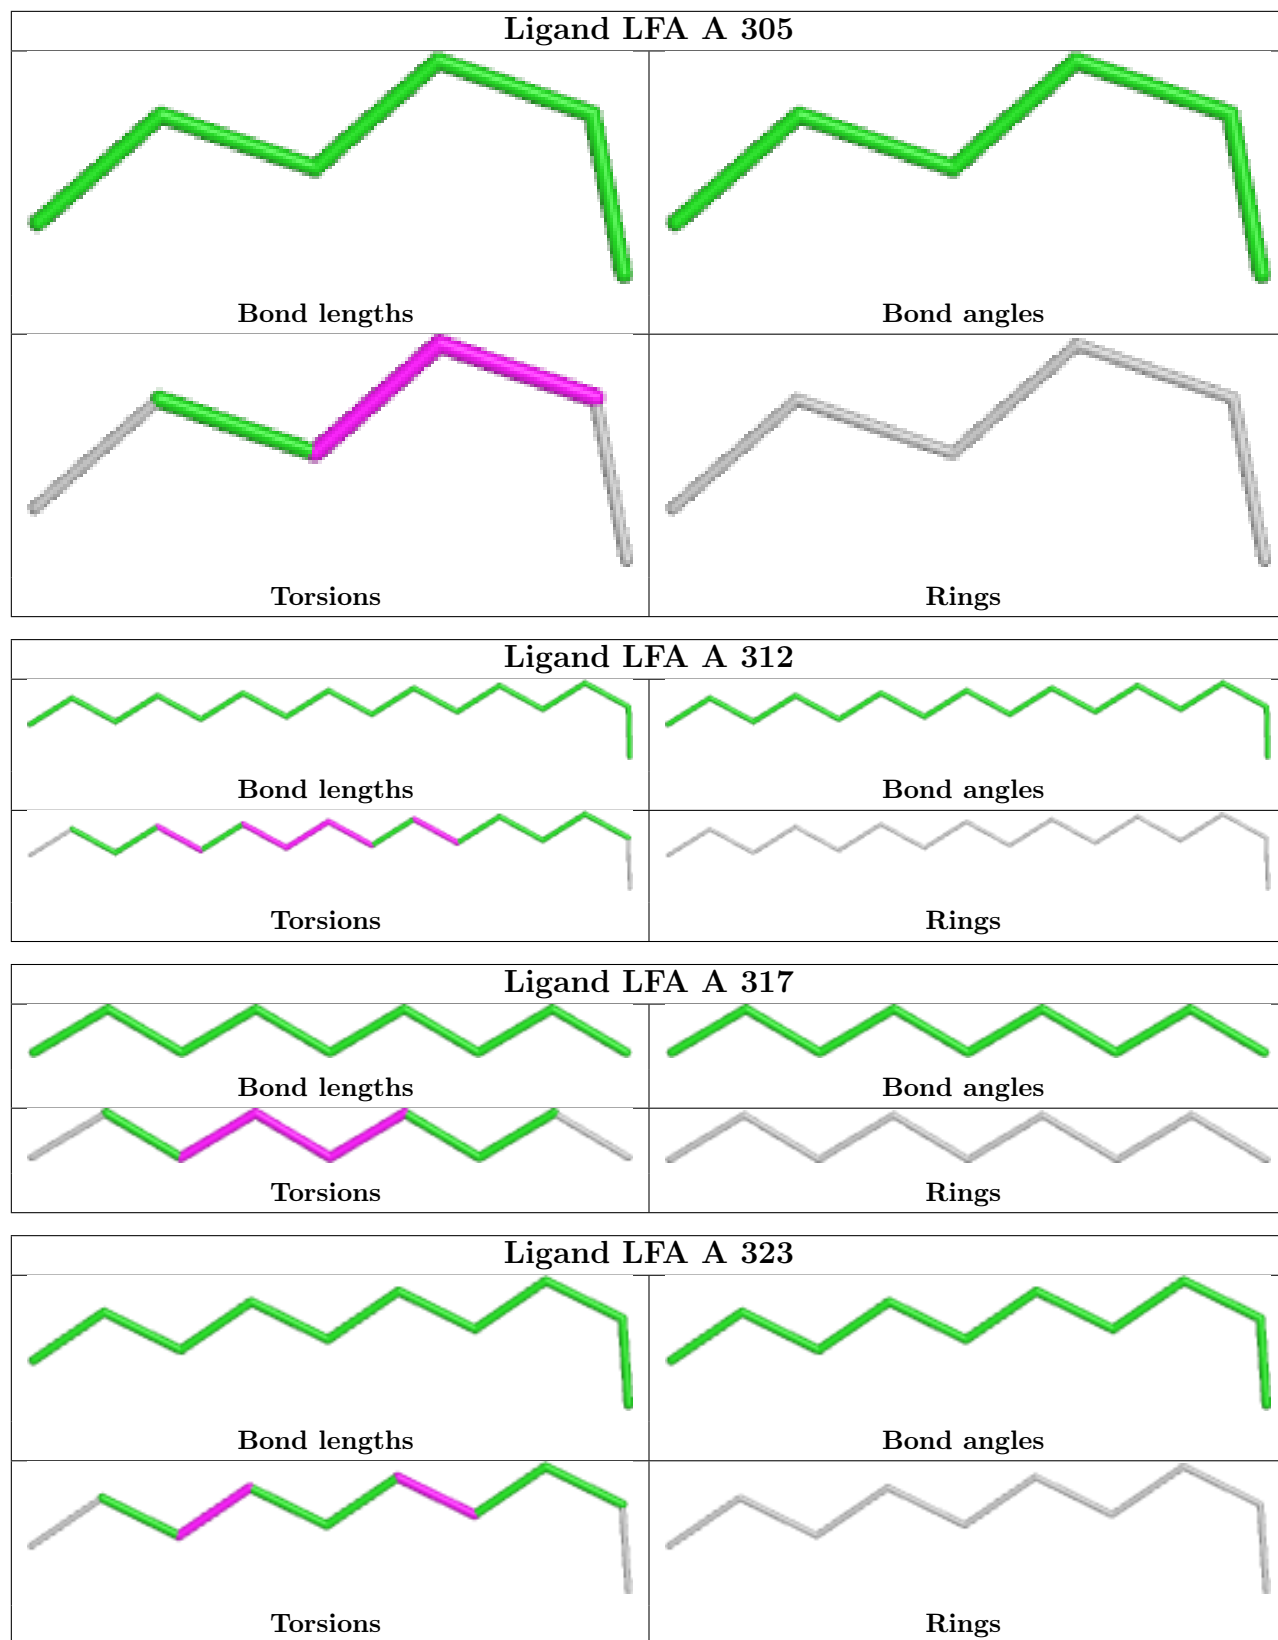 Ligand LFA A 305
Bond lengths
Bond angles
Torsions
Rings
Ligand LFA A 312
Bond lengths
Bond angles
Torsions
Rings
Ligand LFA A 317
Bond lengths
Bond angles
Torsions
Rings
Ligand LFA A 323
Bond lengths
Bond angles
Torsions
Rings